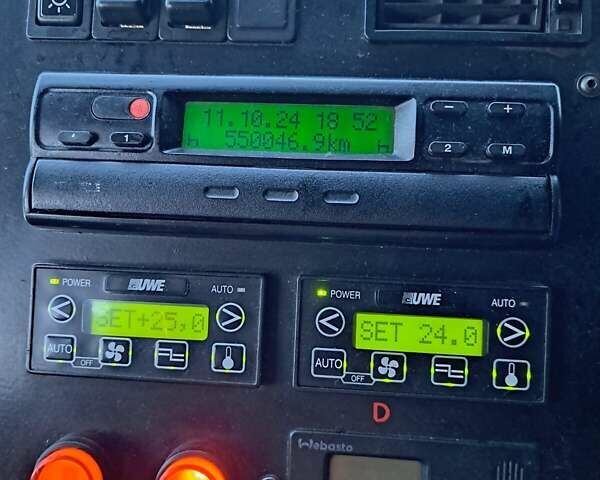 11.10.24 18 52
550046.9km
1
2
M
POWER
UWE
AUTO
SET+25,0
AUTO
OFF
POWER
UWE
AUTO
SET 24.0
AUTO
OFF
D
Webasto